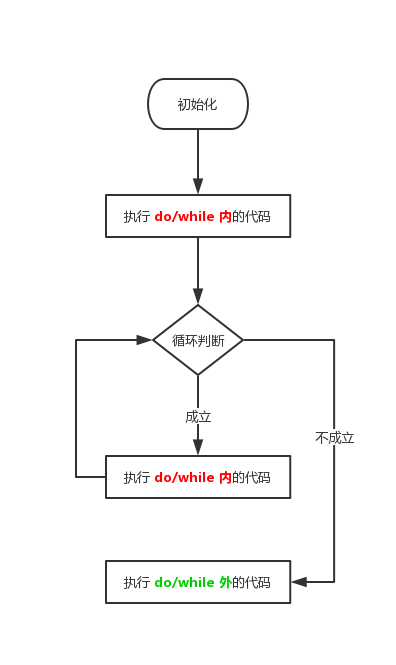 初始化
执行 do/while 内的代码
循环判断
成立
不成立
执行 do/while 内的代码
执行 do/while 外的代码